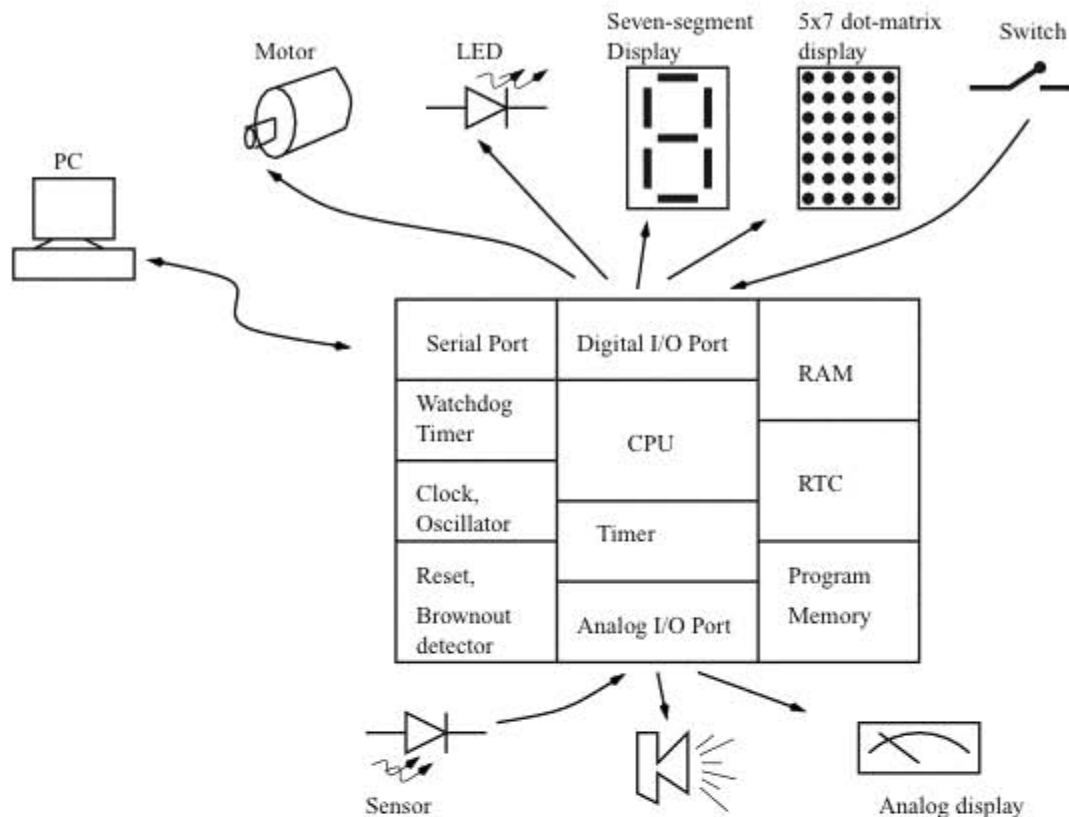 Seven-segment
Display
5x7 dot-matrix
display
Switch
Motor
LED
PC
Serial Port
Digital I/O Port
RAM
Watchdog
Timer
CPU
RTC
Clock,
Oscillator
Timer
Reset,
Brownout
detector
Analog I/O Port
Program
Memory
Sensor
Analog display